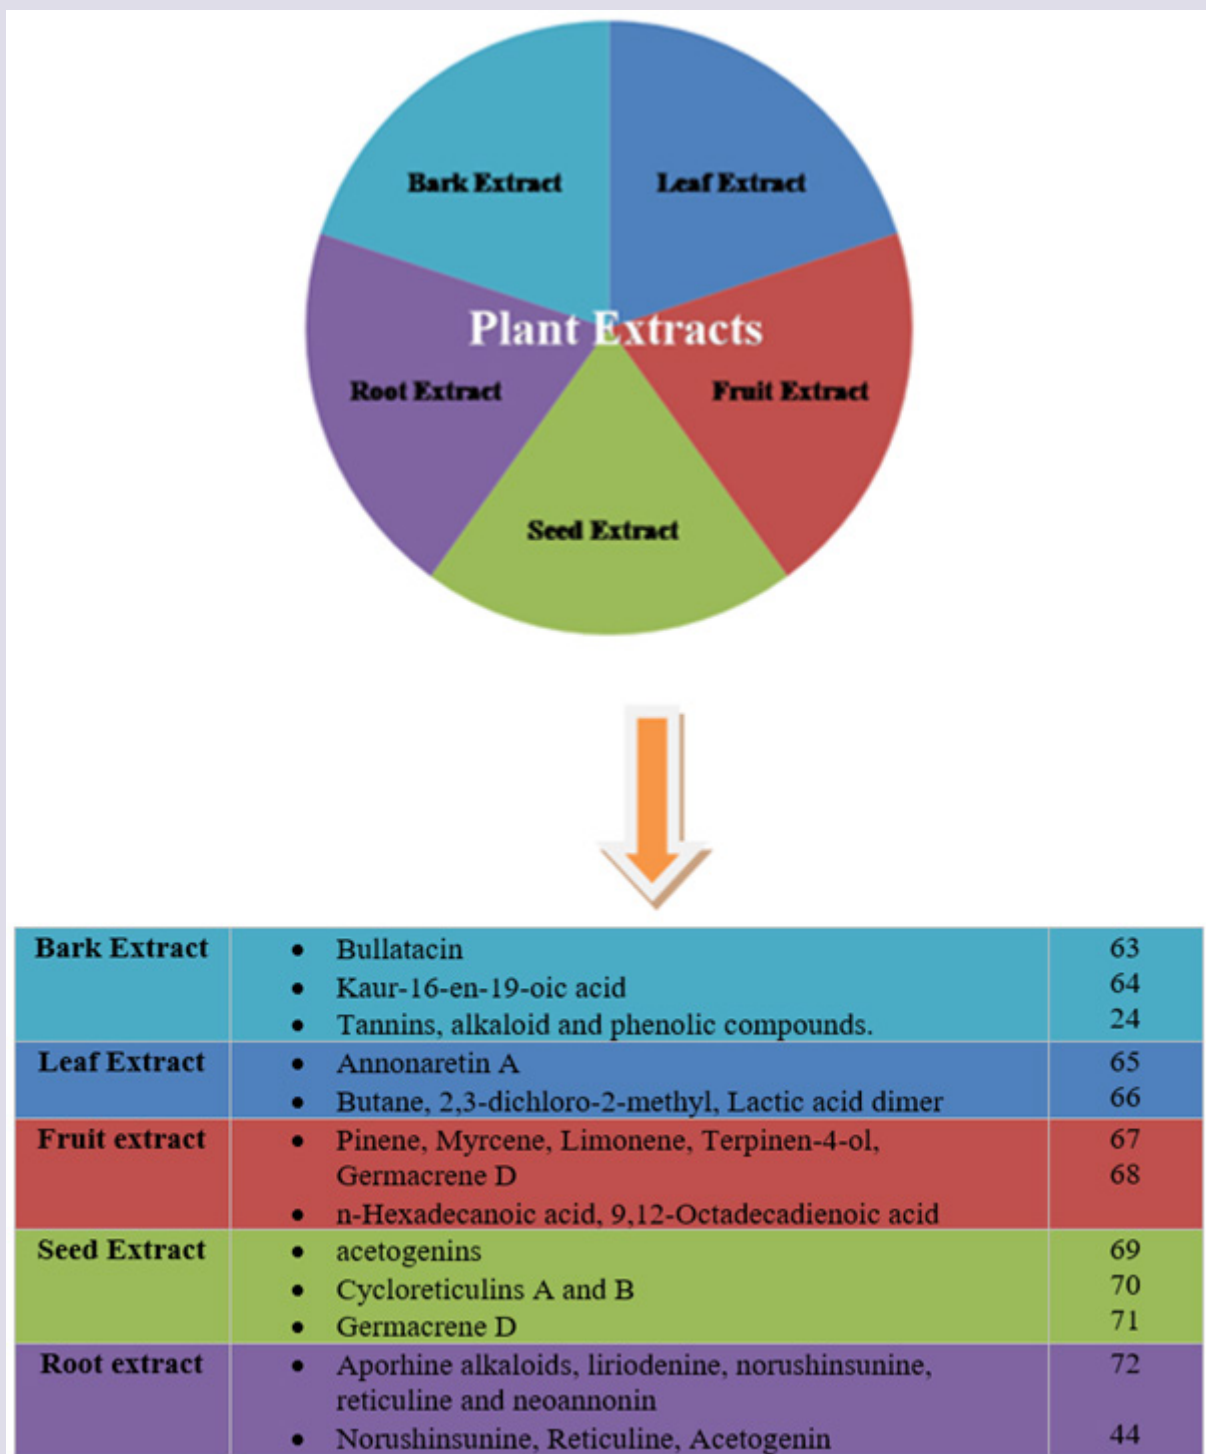 Bark Extract
Leaf Extract
Plant Extracts
Root Extract
Fruit Extract
Seed Extract
Bark Extract • Bullatacin 63
• Kaur-16-en-19-oic acid 64
• Tannins, alkaloid and phenolic compounds. 24
Leaf Extract • Annonaretin A 65
• Butane, 2,3-dichloro-2-methyl, Lactic acid dimer 66
Fruit extract • Pinene, Myrcene, Limonene, Terpinen-4-ol, 67
Germacrene D 68
• n-Hexadecanoic acid, 9,12-Octadecadienoic acid
Seed Extract • acetogenins 69
• Cycloreticulins A and B 70
• Germacrene D 71
Root extract • Aporhine alkaloids, liriodenine, norushinsunine, 72
reticuline and neoannonin
• Norushinsunine, Reticuline, Acetogenin 44